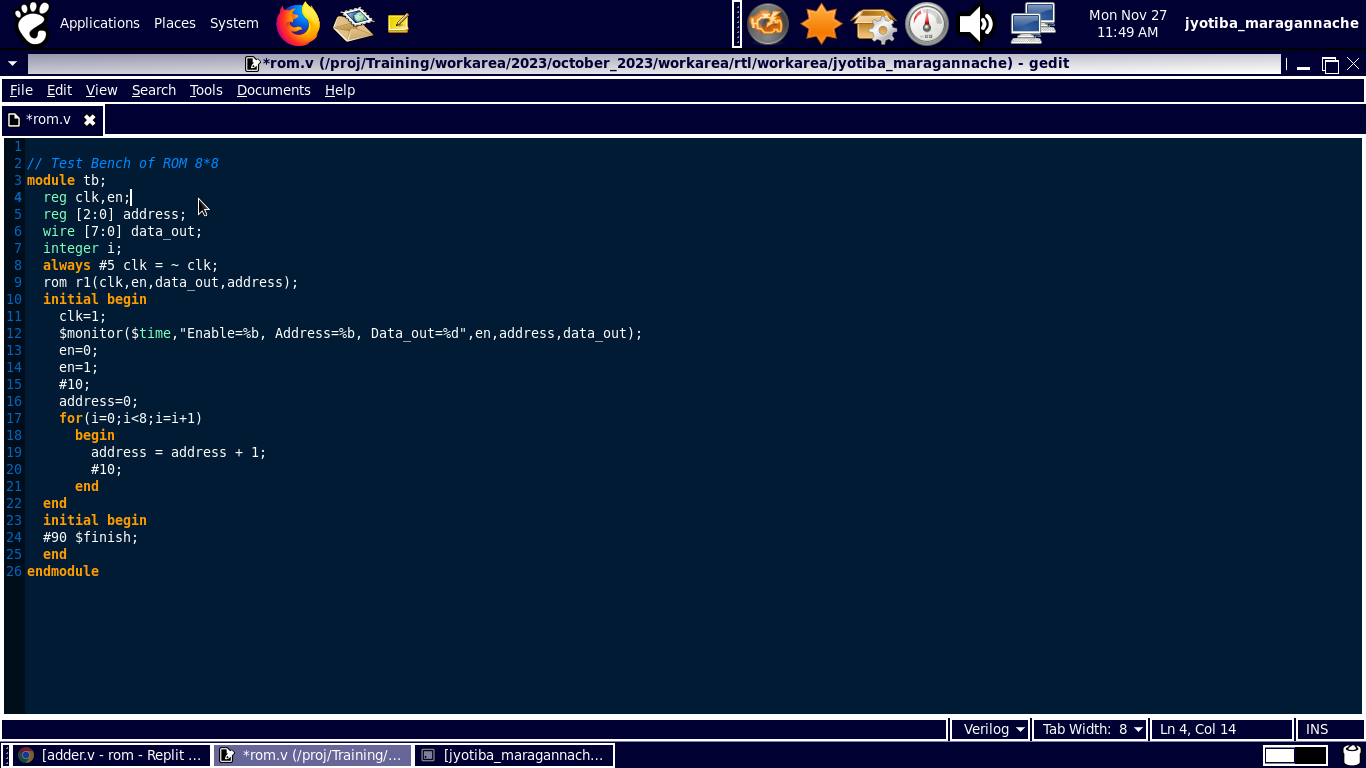 Applications Places System
Mon Nov 27
11:49 AM
jyotiba_maragannache
*rom.v (/proj/Training/workarea/2023/october_2023/workarea/rtl/workarea/jyotiba_maragannache) - gedit
File Edit View Search Tools Documents Help
*rom.v
1
2 // Test Bench of ROM 8*8
3 module tb;
4   reg clk,en;
5   reg [2:0] address;
6   wire [7:0] data_out;
7   integer i;
8   always #5 clk = ~ clk;
9   rom r1(clk,en,data_out,address);
10   initial begin
11     clk=1;
12     $monitor($time,"Enable=%b, Address=%b, Data_out=%d",en,address,data_out);
13     en=0;
14     en=1;
15     #10;
16     address=0;
17     for(i=0;i<8;i=i+1)
18       begin
19         address = address + 1;
20         #10;
21       end
22   end
23   initial begin
24   #90 $finish;
25   end
26 endmodule
Verilog Tab Width: 8 Ln 4, Col 14 INS
[adder.v - rom - Replit ... *rom.v (/proj/Training/... [jyotiba_maragannach...